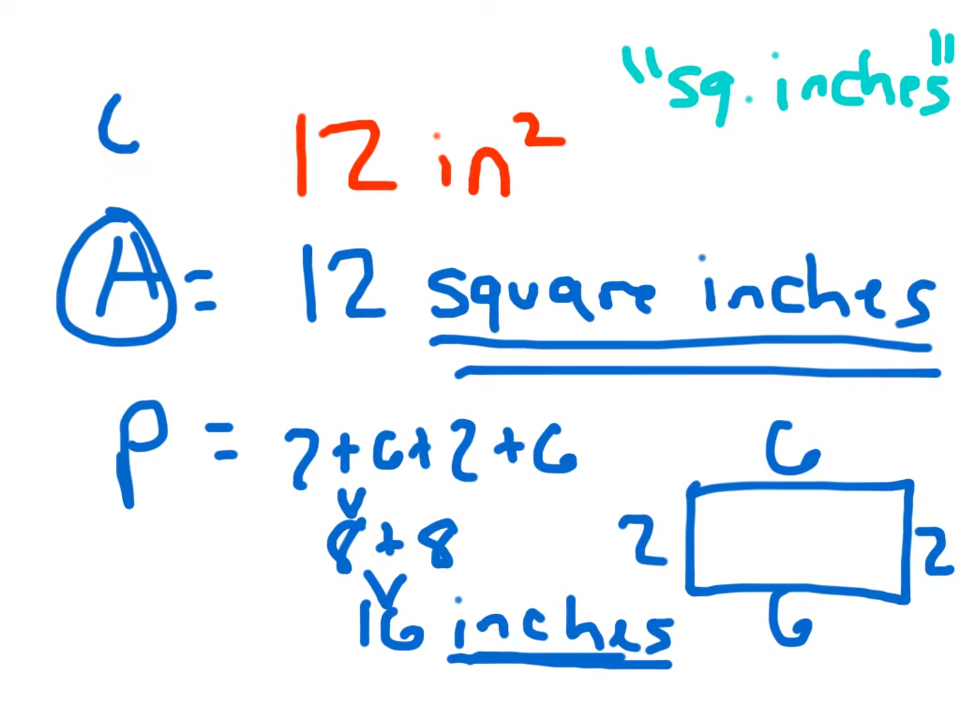 "sq. inches"
12 in²
A = 12 square inches
P = 2+6+2+6
6
8+8
2 2
16 inches
6